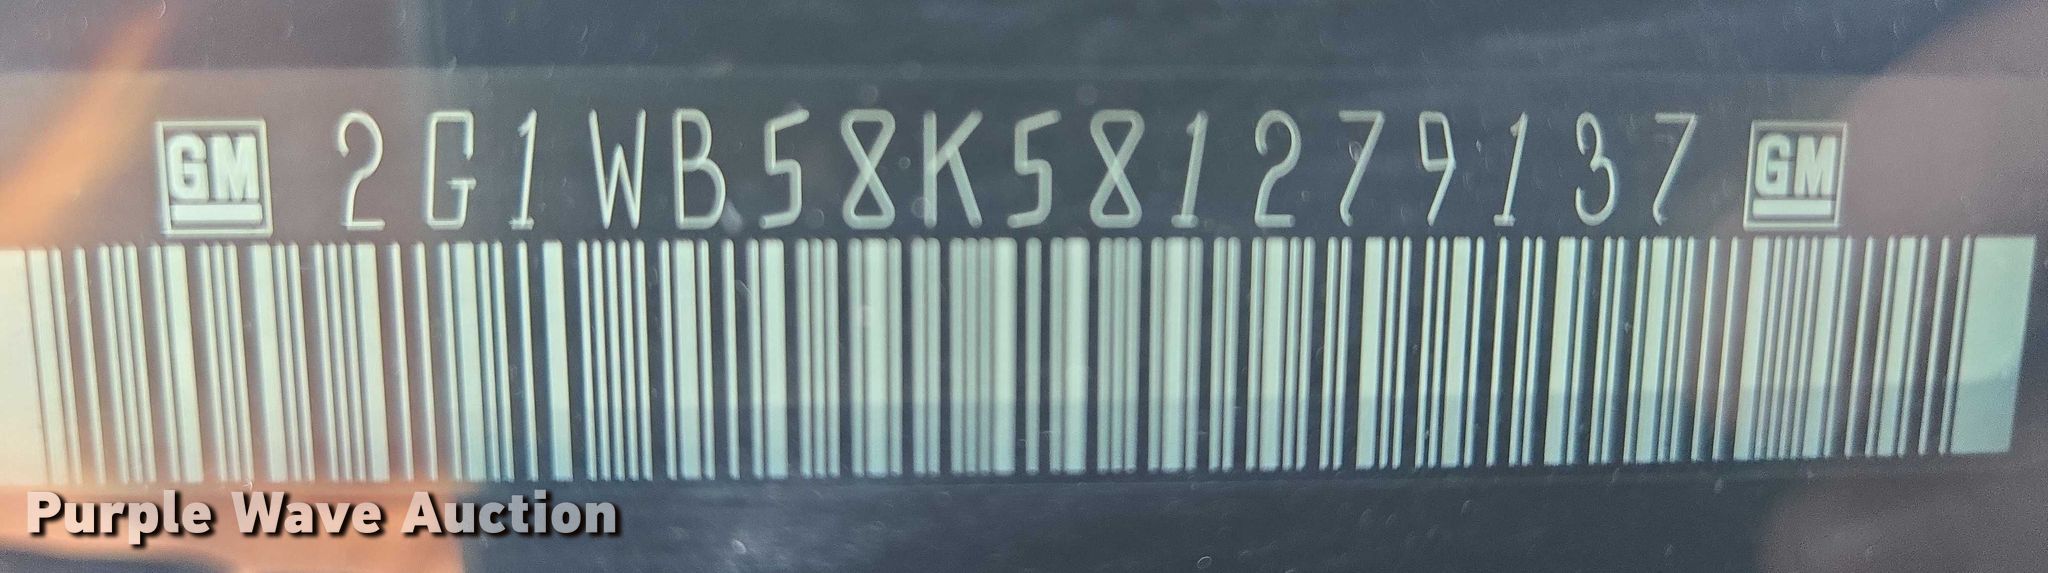 GM 2G1WB58K581279137 GM
Purple Wave Auction